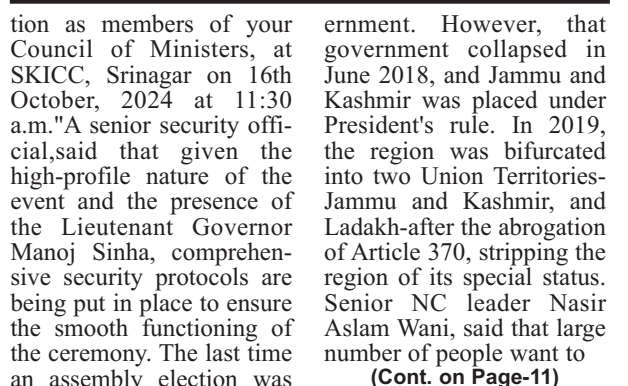 tion as members of your
Council of Ministers, at
SKICC, Srinagar on 16th
October, 2024 at 11:30
a.m."A senior security offi-
cial,said that given the
high-profile nature of the
event and the presence of
the Lieutenant Governor
Manoj Sinha, comprehen-
sive security protocols are
being put in place to ensure
the smooth functioning of
the ceremony. The last time
an assembly election was
ernment. However, that
government collapsed in
June 2018, and Jammu and
Kashmir was placed under
President's rule. In 2019,
the region was bifurcated
into two Union Territories-
Jammu and Kashmir, and
Ladakh-after the abrogation
of Article 370, stripping the
region of its special status.
Senior NC leader Nasir
Aslam Wani, said that large
number of people want to
(Cont. on Page-11)